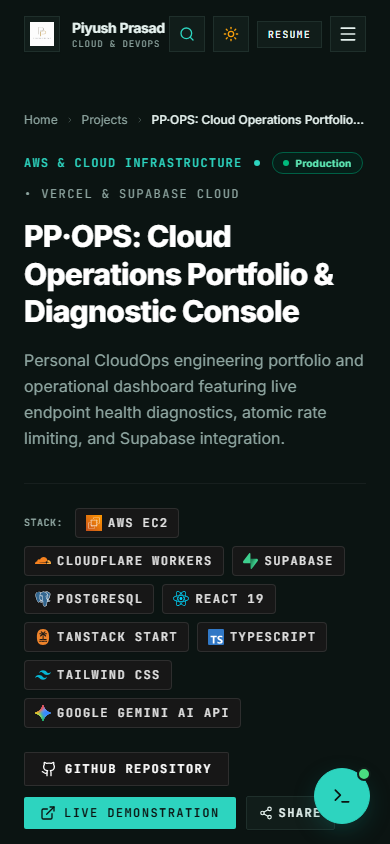 Piyush Prasad
CLOUD & DEVOPS
RESUME
Home › Projects › PP·OPS: Cloud Operations Portfolio...
AWS & CLOUD INFRASTRUCTURE • Production
• VERCEL & SUPABASE CLOUD
PP·OPS: Cloud
Operations Portfolio &
Diagnostic Console
Personal CloudOps engineering portfolio and
operational dashboard featuring live
endpoint health diagnostics, atomic rate
limiting, and Supabase integration.
STACK: AWS EC2
CLOUDFLARE WORKERS SUPABASE
POSTGRESQL REACT 19
TANSTACK START TS TYPESCRIPT
TAILWIND CSS
GOOGLE GEMINI AI API
GITHUB REPOSITORY
LIVE DEMONSTRATION SHARE